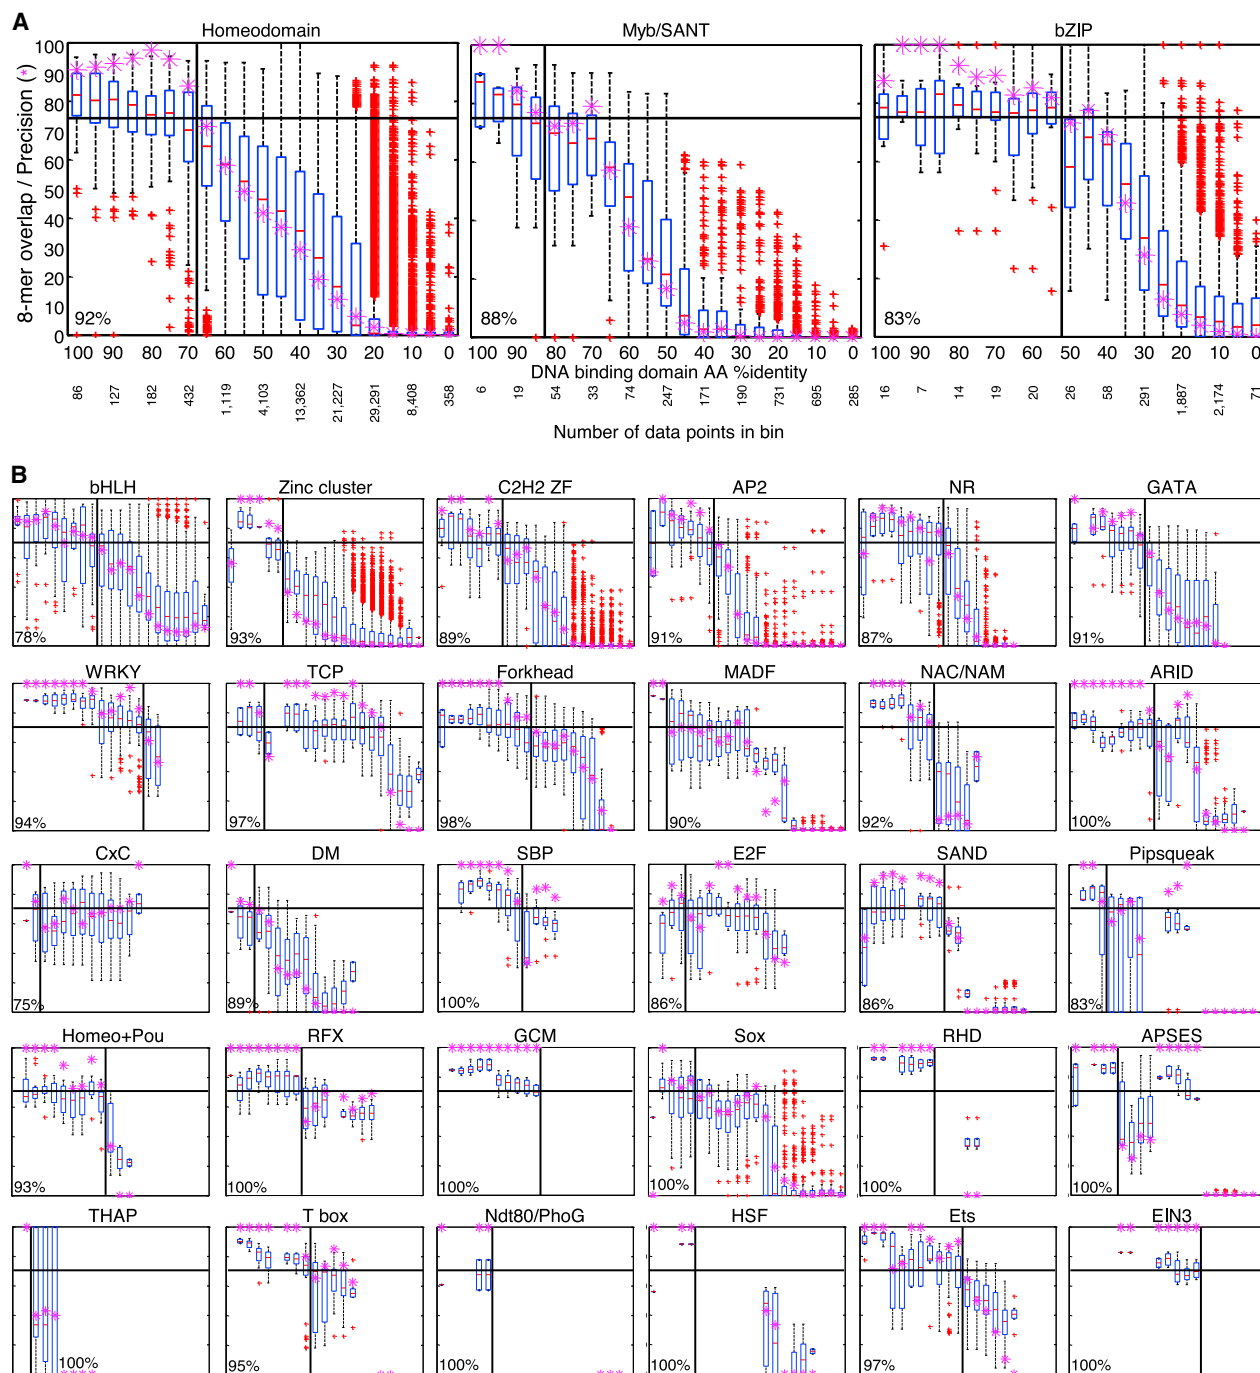 A
Homeodomain Myb/SANT bZIP
8-mer overlap / Precision (*)
100
90
80
70
60
50
40
30
20
10
0
92% 88% 83%
100 90 80 70 60 50 40 30 20 10 0 100 90 80 70 60 50 40 30 20 10 0 100 90 80 70 60 50 40 30 20 10 0
DNA binding domain AA %identity
86 127 182 432 1,119 4,103 13,362 21,227 29,291 8,408 358 6 19 54 33 74 247 171 190 731 695 285 16 7 14 19 20 26 58 291 1,887 2,174 71
Number of data points in bin
B
bHLH Zinc cluster C2H2 ZF AP2 NR GATA
78% 93% 89% 91% 87% 91%
WRKY TCP Forkhead MADF NAC/NAM ARID
94% 97% 98% 90% 92% 100%
CxC DM SBP E2F SAND Pipsqueak
75% 89% 100% 86% 86% 83%
Homeo+Pou RFX GCM Sox RHD APSES
93% 100% 100% 100% 100% 100%
THAP T box Ndt80/PhoG HSF Ets EIN3
100% 95% 100% 100% 97% 100%